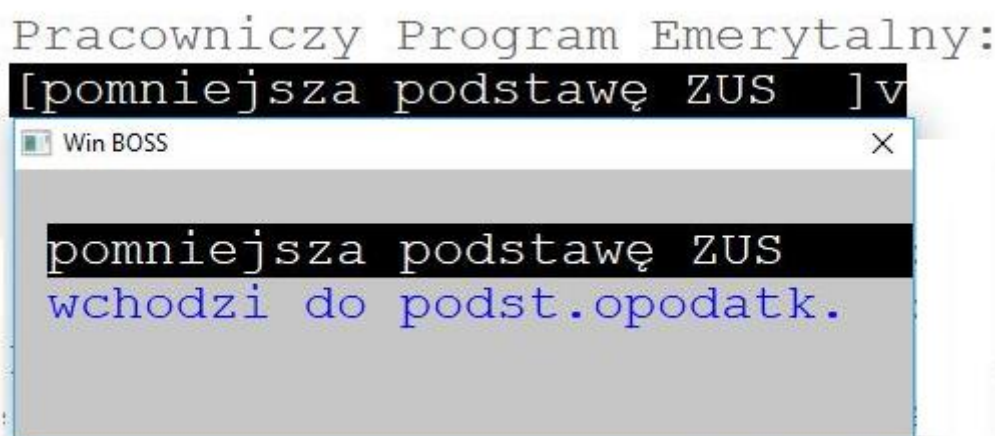 Pracowniczy Program Emerytalny:
[pomniejsza podstawę ZUS ]v
Win BOSS
pomniejsza podstawę ZUS
wchodzi do podst.opodatk.